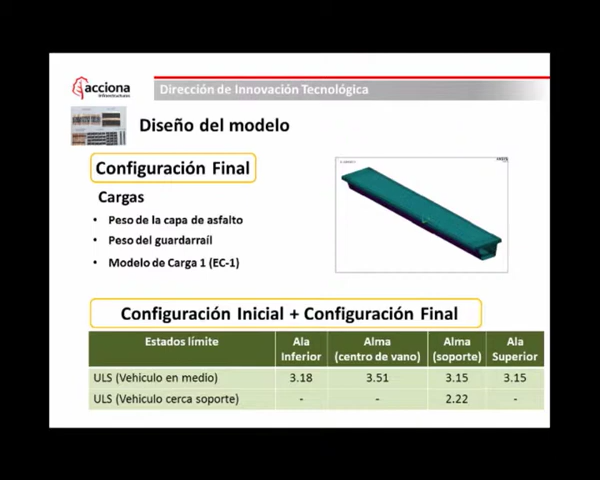 acciona
Infraestructuras
Dirección de Innovación Tecnológica
Diseño del modelo
Configuración Final
Cargas
• Peso de la capa de asfalto
• Peso del guardarraíl
• Modelo de Carga 1 (EC-1)
Configuración Inicial + Configuración Final
Estados límite Ala Inferior Alma (centro de vano) Alma (soporte) Ala Superior
ULS (Vehiculo en medio) 3.18 3.51 3.15 3.15
ULS (Vehiculo cerca soporte) - - 2.22 -